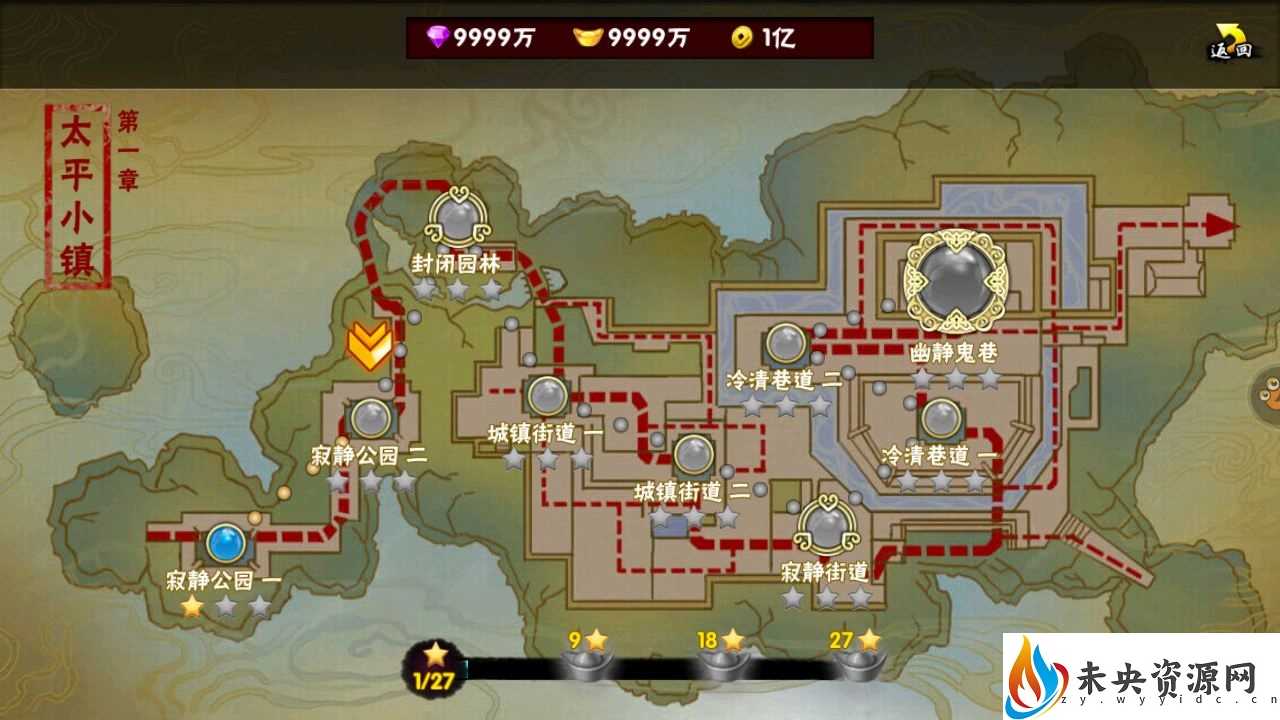 9999万
9999万
1亿
返回
太平小镇
第一章
封闭园林
幽静鬼巷
冷清巷道 二
城镇街道 一
寂静公园 二
冷清巷道 一
城镇街道 二
寂静街道
寂静公园 一
9
18
27
1/27
未央资源网
zy.wyyidc.cn